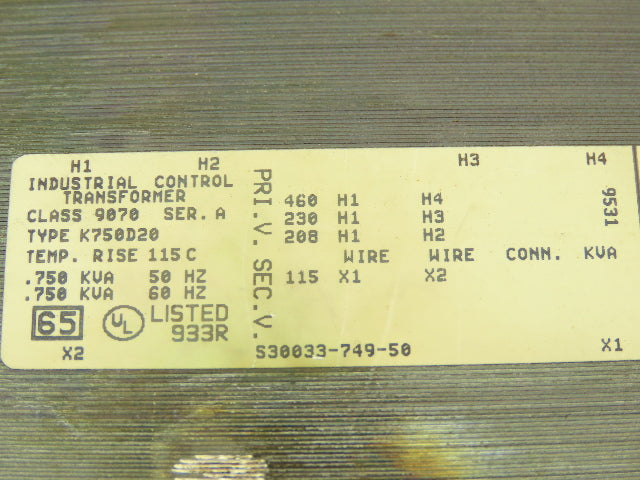 H1 H2 H3 H4
INDUSTRIAL CONTROL
TRANSFORMER
CLASS 9070 SER. A
TYPE K750D20
TEMP. RISE 115 C
.750 KVA 50 HZ
.750 KVA 60 HZ
65 UL LISTED
933R
X2
PRI.V. SEC.V.
460 H1 H4
230 H1 H3
208 H1 H2
WIRE WIRE CONN. KVA
115 X1 X2
S30033-749-50
X1
9531